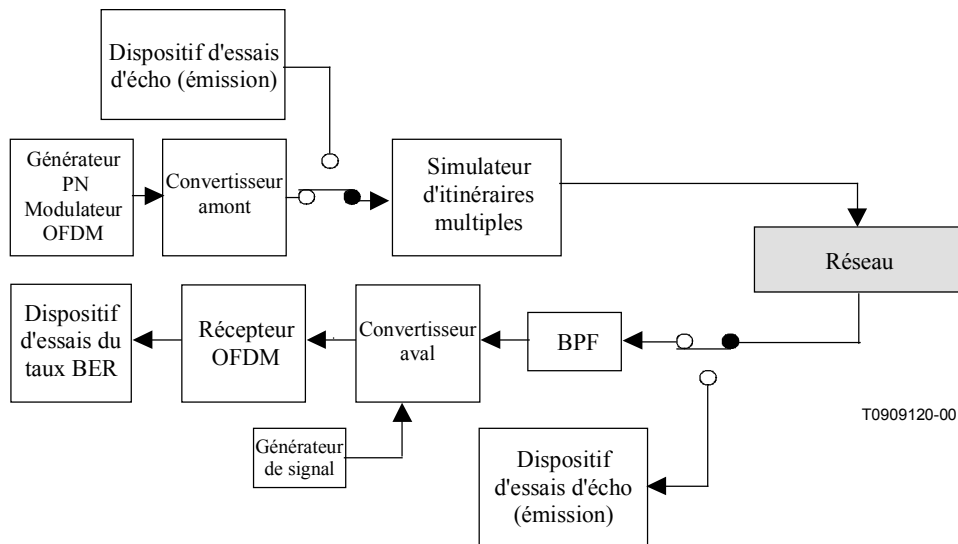 Dispositif d'essais
d'écho (émission)
Générateur
PN
Modulateur
OFDM
Convertisseur
amont
Simulateur
d'itinéraires
multiples
Réseau
Dispositif
d'essais du
taux BER
Récepteur
OFDM
Convertisseur
aval
BPF
T0909120-00
Générateur
de signal
Dispositif
d'essais d'écho
(émission)